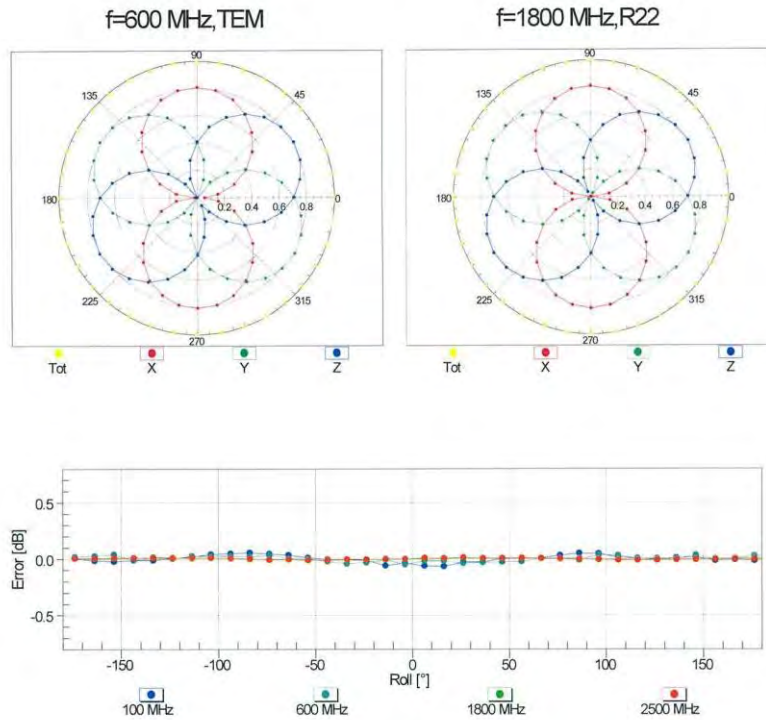 f=600 MHz,TEM
f=1800 MHz,R22
90
135
45
180
0.2 0.4 0.6 0.8
0
225
315
270
Tot X Y Z
90
135
45
180
0.2 0.4 0.6 0.8
0
225
315
270
Tot X Y Z
Error [dB]
0.5
0.0
-0.5
-150 -100 -50 0 50 100 150
Roll [°]
100 MHz 600 MHz 1800 MHz 2500 MHz